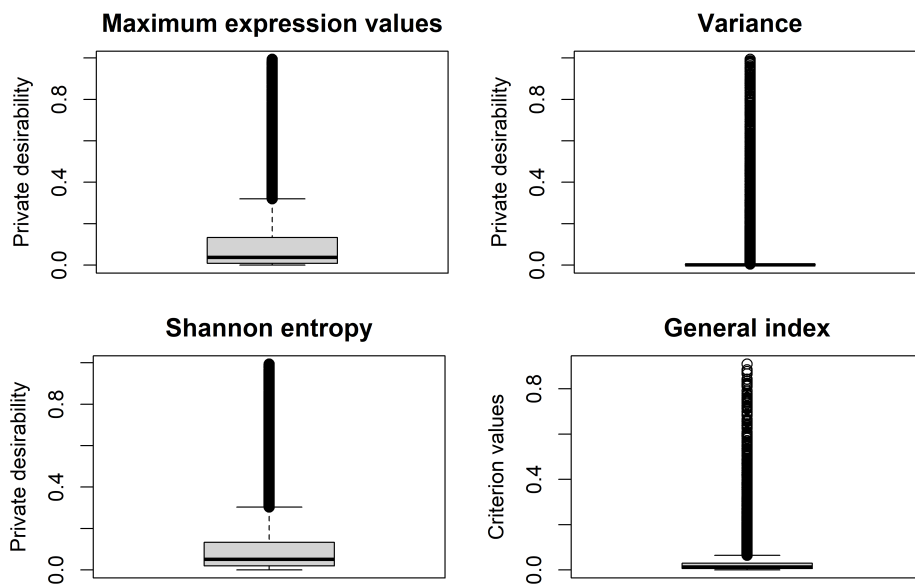 Maximum expression values
Private desirability
0.0
0.4
0.8
Variance
Private desirability
0.0
0.4
0.8
Shannon entropy
Private desirability
0.0
0.4
0.8
General index
Criterion values
0.0
0.4
0.8